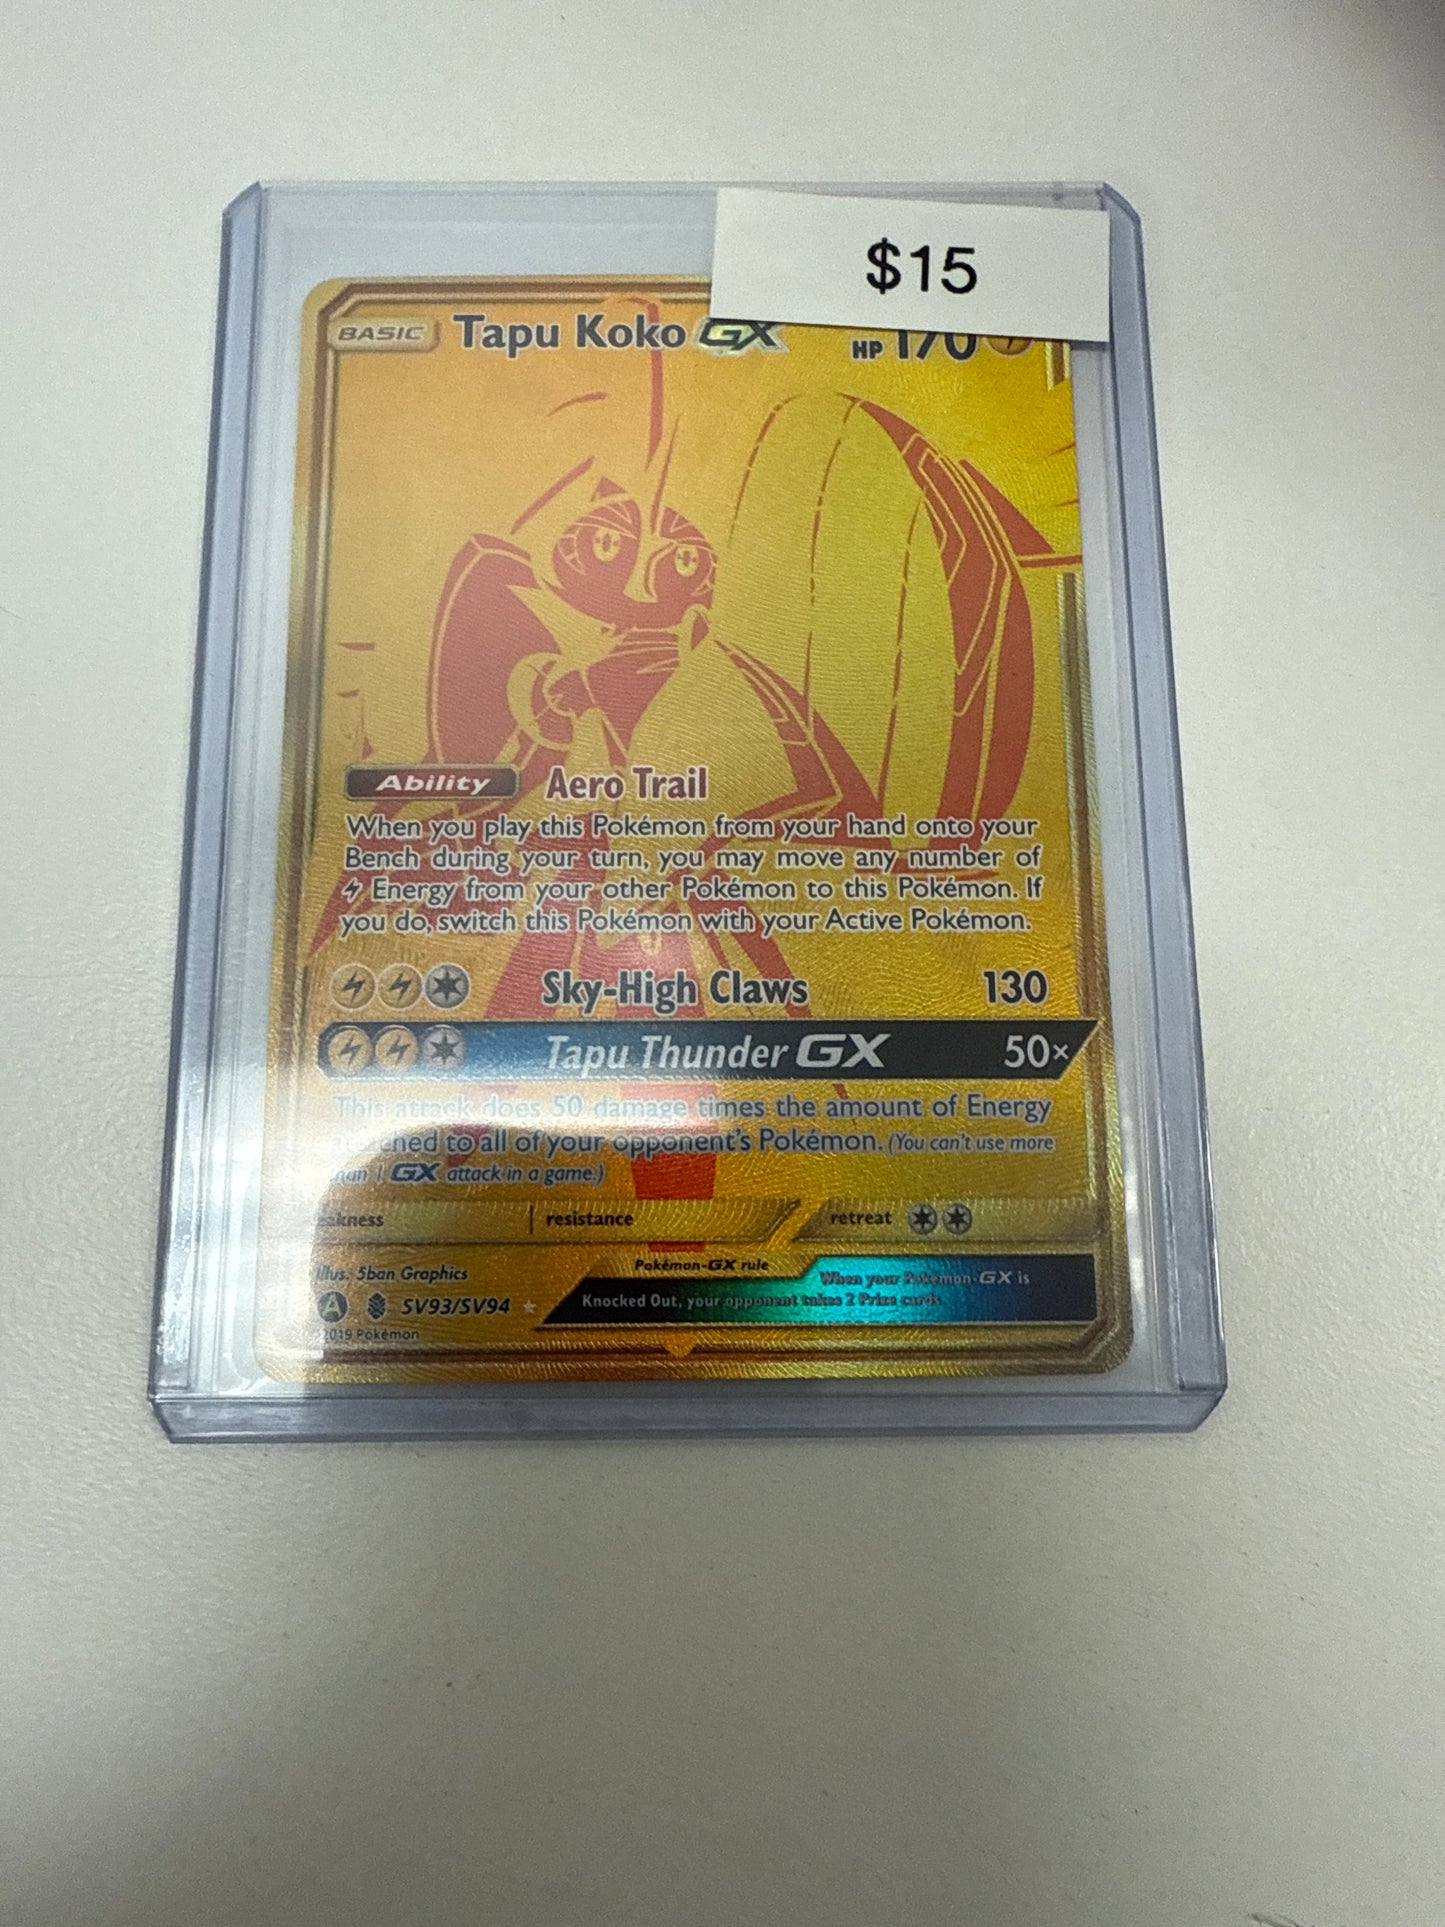 $15
BASIC Tapu Koko GX HP 170
Ability Aero Trail
When you play this Pokémon from your hand onto your
Bench during your turn, you may move any number of
Energy from your other Pokémon to this Pokémon. If
you do, switch this Pokémon with your Active Pokémon.
Sky-High Claws 130
Tapu Thunder GX 50×
This attack does 50 damage times the amount of Energy
to all of your opponent's Pokémon. (You can't use more
than 1 GX attack in a game.)
weakness resistance retreat
Illus. 5ban Graphics
Pokémon-GX rule
When your Pokémon-GX is
Knocked Out, your opponent takes 2 Prize cards.
A SV93/SV94
2019 Pokémon